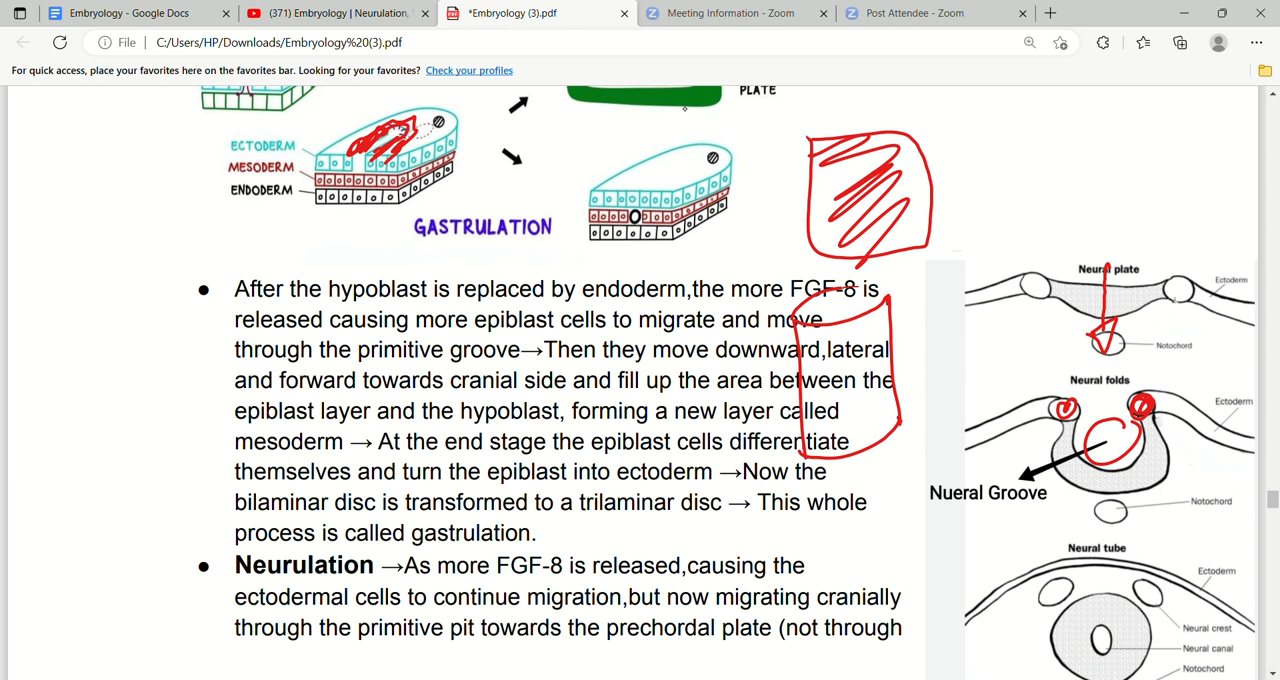 Embryology - Google Docs
(371) Embryology | Neurulation,
*Embryology (3).pdf
Meeting Information - Zoom
Post Attendee - Zoom
File
C:/Users/HP/Downloads/Embryology%20(3).pdf
For quick access, place your favorites here on the favorites bar. Looking for your favorites? Check your profiles
PLATE
ECTODERM
MESODERM
ENDODERM
GASTRULATION
● After the hypoblast is replaced by endoderm,the more FGF-8 is
released causing more epiblast cells to migrate and move
through the primitive groove→Then they move downward,lateral
and forward towards cranial side and fill up the area between the
epiblast layer and the hypoblast, forming a new layer called
mesoderm → At the end stage the epiblast cells differentiate
themselves and turn the epiblast into ectoderm →Now the
bilaminar disc is transformed to a trilaminar disc → This whole
process is called gastrulation.
● Neurulation →As more FGF-8 is released,causing the
ectodermal cells to continue migration,but now migrating cranially
through the primitive pit towards the prechordal plate (not through
Neural plate
Ectoderm
Notochord
Neural folds
Ectoderm
Nueral Groove
Notochord
Neural tube
Ectoderm
Neural crest
Neural canal
Notochord